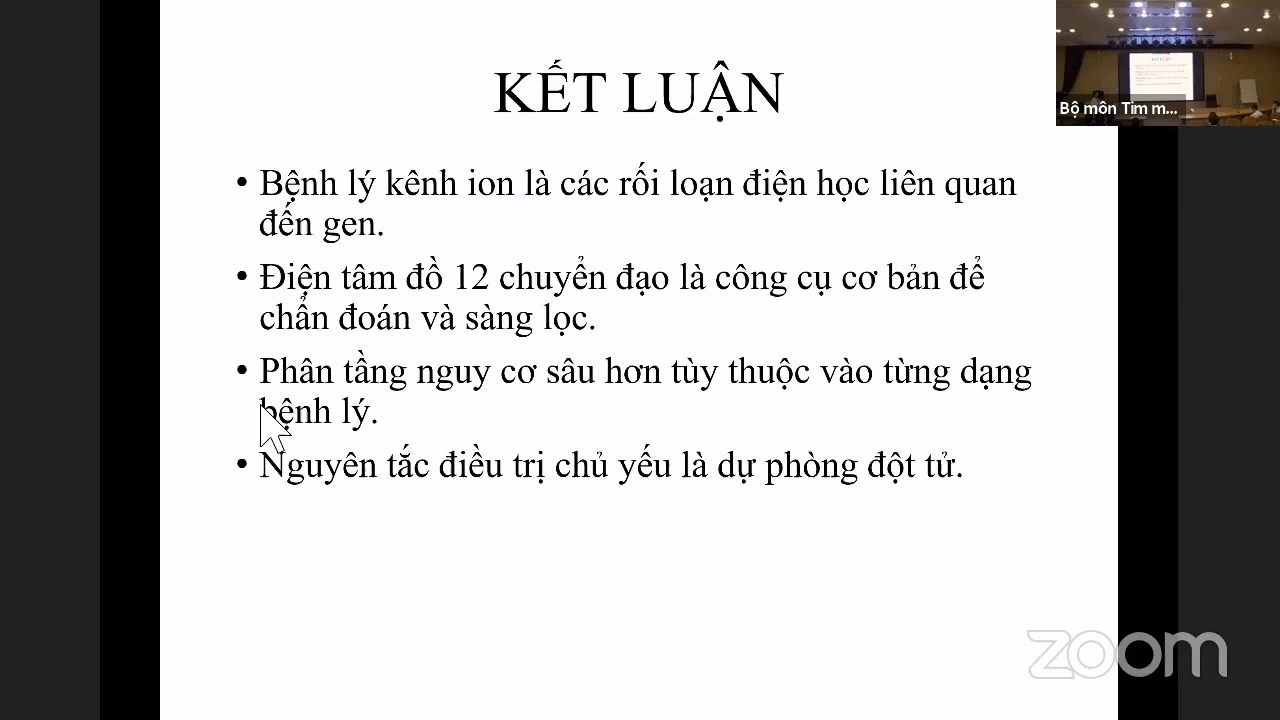 KẾT LUẬN
Bộ môn Tim m...
• Bệnh lý kênh ion là các rối loạn điện học liên quan
đến gen.
• Điện tâm đồ 12 chuyển đạo là công cụ cơ bản để
chẩn đoán và sàng lọc.
• Phân tầng nguy cơ sâu hơn tùy thuộc vào từng dạng
bệnh lý.
• Nguyên tắc điều trị chủ yếu là dự phòng đột tử.
zoom